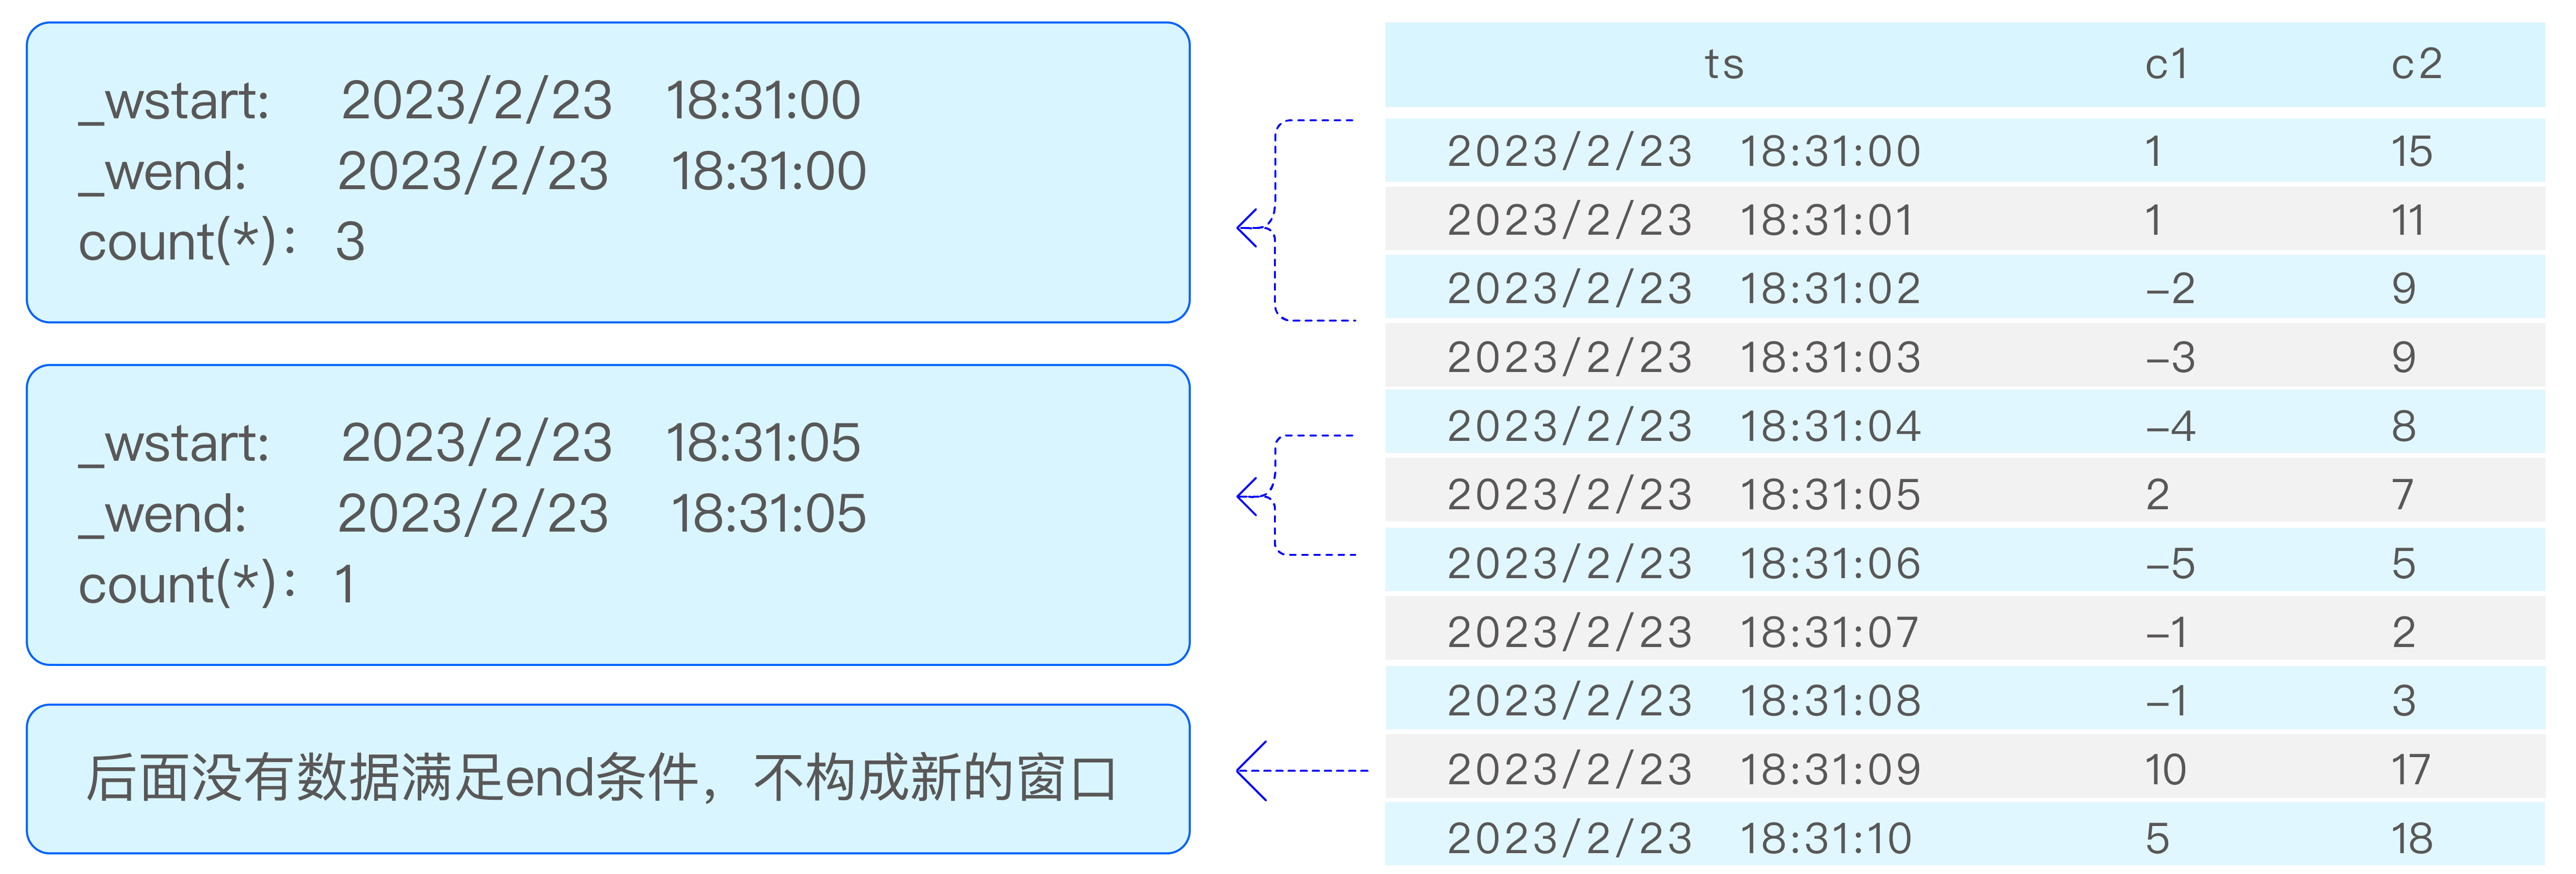 _wstart: 2023/2/23 18:31:00
_wend: 2023/2/23 18:31:00
count(*)：3
_wstart: 2023/2/23 18:31:05
_wend: 2023/2/23 18:31:05
count(*)：1
后面没有数据满足end条件，不构成新的窗口
ts c1 c2
2023/2/23 18:31:00 1 15
2023/2/23 18:31:01 1 11
2023/2/23 18:31:02 -2 9
2023/2/23 18:31:03 -3 9
2023/2/23 18:31:04 -4 8
2023/2/23 18:31:05 2 7
2023/2/23 18:31:06 -5 5
2023/2/23 18:31:07 -1 2
2023/2/23 18:31:08 -1 3
2023/2/23 18:31:09 10 17
2023/2/23 18:31:10 5 18